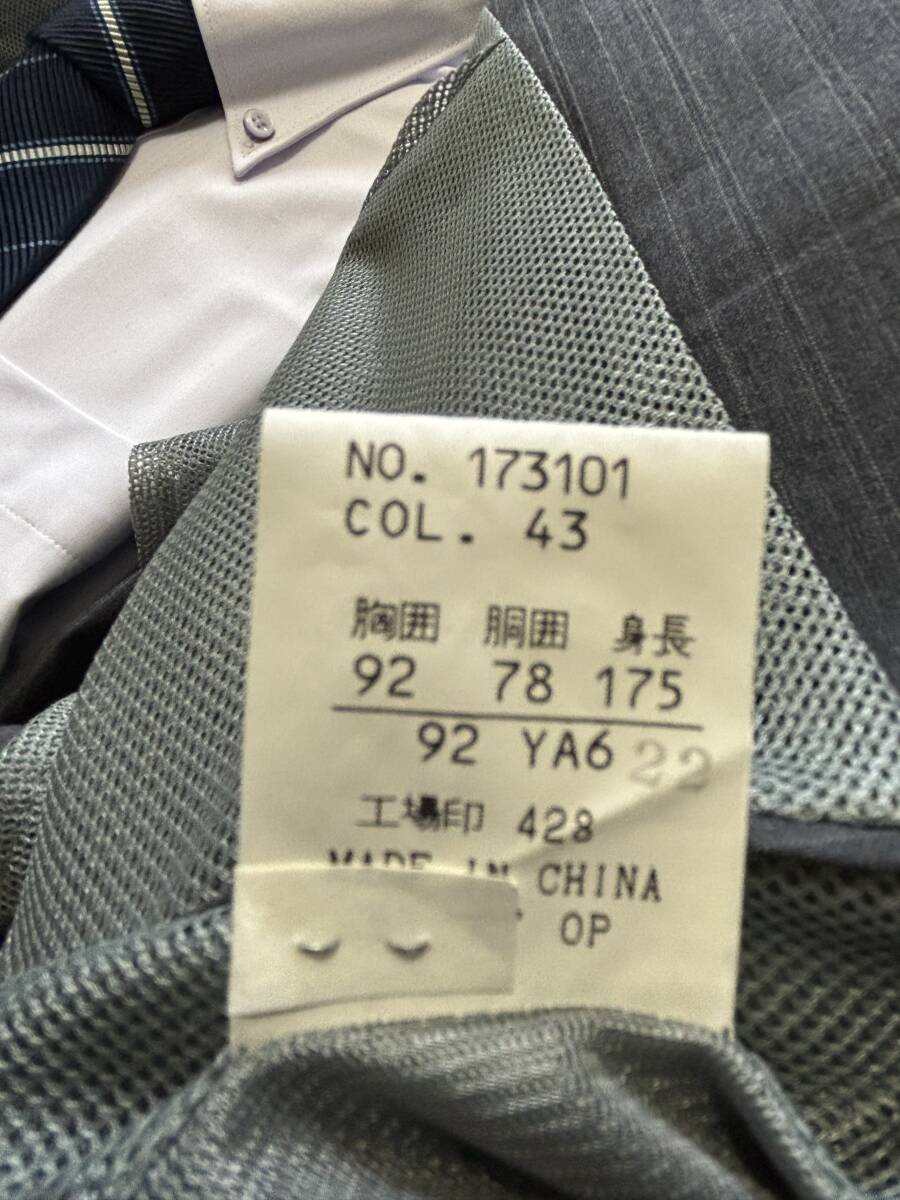 NO. 173101
COL. 43
胸囲 胴囲 身長
92 78 175
92 YA6 22
工場印 428
MADE IN CHINA
OP